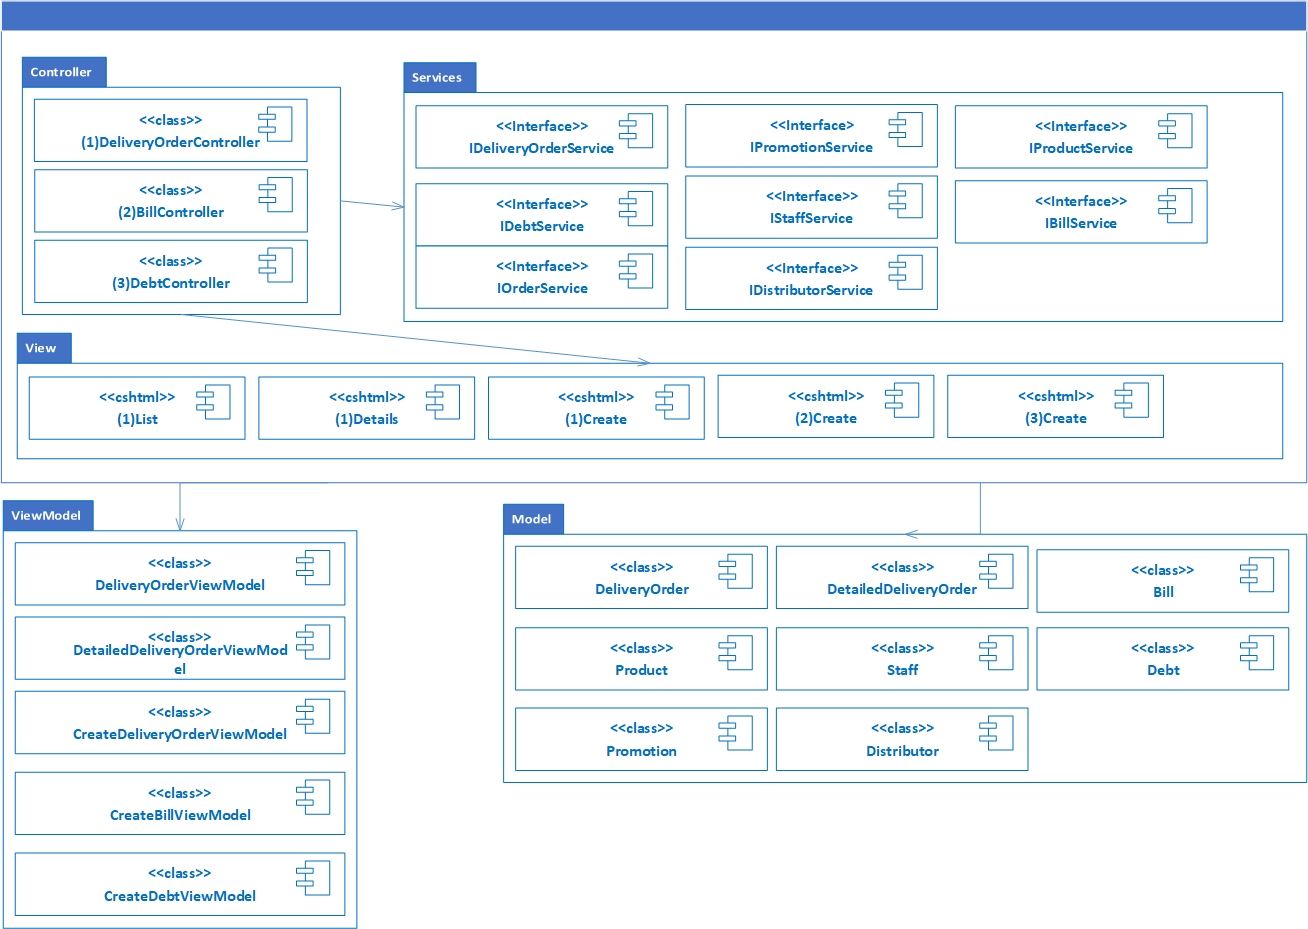 Controller
<<class>>
(1)DeliveryOrderController
<<class>>
(2)BillController
<<class>>
(3)DebtController
Services
<<Interface>>
IDeliveryOrderService
<<Interface>
IPromotionService
<<Interface>>
IProductService
<<Interface>>
IDebtService
<<Interface>>
IStaffService
<<Interface>>
IBillService
<<Interface>>
IOrderService
<<Interface>>
IDistributorService
View
<<cshtml>>
(1)List
<<cshtml>>
(1)Details
<<cshtml>>
(1)Create
<<cshtml>>
(2)Create
<<cshtml>>
(3)Create
ViewModel
<<class>>
DeliveryOrderViewModel
<<class>>
DetailedDeliveryOrderViewMod
el
<<class>>
CreateDeliveryOrderViewModel
<<class>>
CreateBillViewModel
<<class>>
CreateDebtViewModel
Model
<<class>>
DeliveryOrder
<<class>>
DetailedDeliveryOrder
<<class>>
Bill
<<class>>
Product
<<class>>
Staff
<<class>>
Debt
<<class>>
Promotion
<<class>>
Distributor